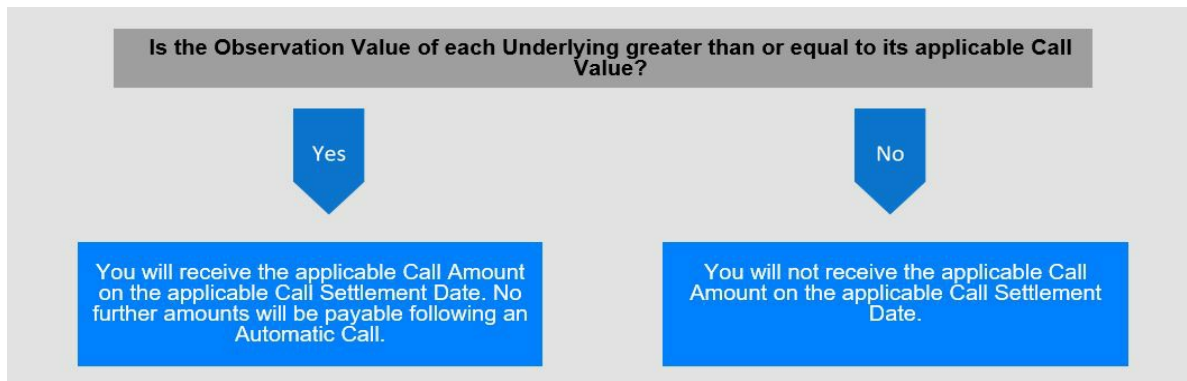 Is the Observation Value of each Underlying greater than or equal to its applicable Call
Value?
Yes
No
You will receive the applicable Call Amount
on the applicable Call Settlement Date. No
further amounts will be payable following an
Automatic Call.
You will not receive the applicable Call
Amount on the applicable Call Settlement
Date.